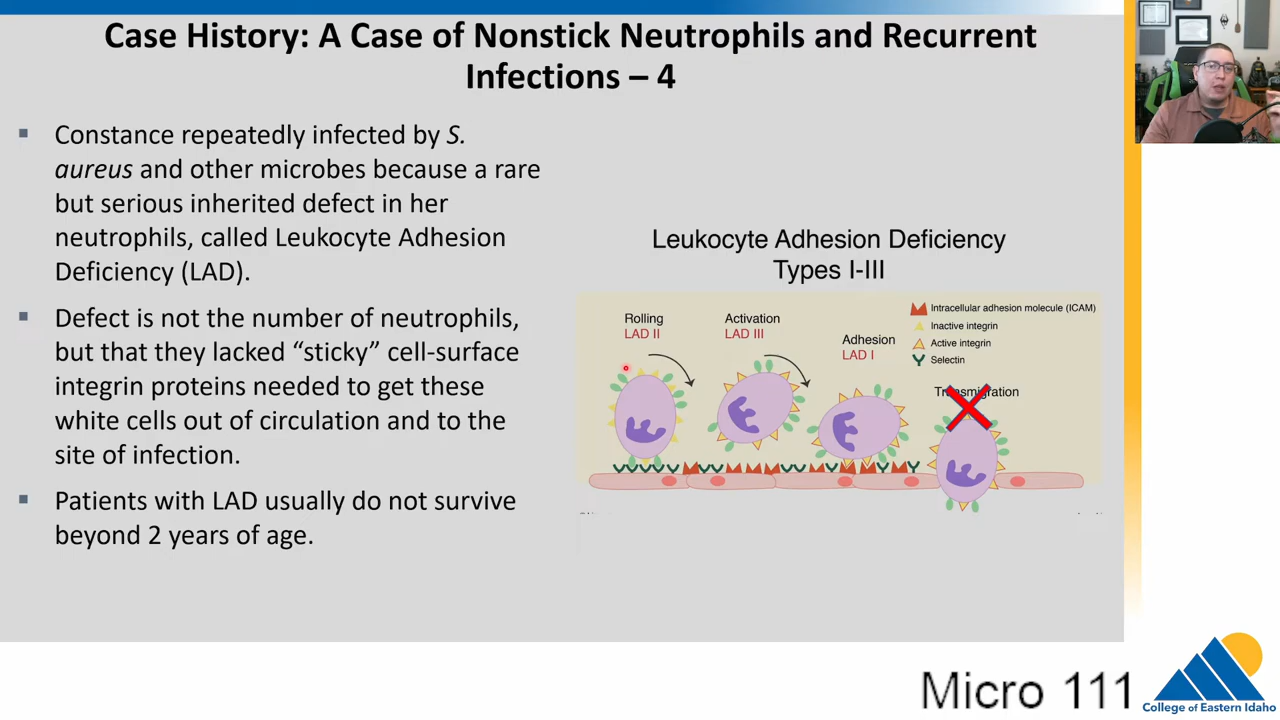 Case History: A Case of Nonstick Neutrophils and Recurrent
Infections – 4
Constance repeatedly infected by S.
aureus and other microbes because a rare
but serious inherited defect in her
neutrophils, called Leukocyte Adhesion
Deficiency (LAD).
Defect is not the number of neutrophils,
but that they lacked “sticky” cell-surface
integrin proteins needed to get these
white cells out of circulation and to the
site of infection.
Patients with LAD usually do not survive
beyond 2 years of age.
Leukocyte Adhesion Deficiency
Types I-III
Rolling
LAD II
Activation
LAD III
Adhesion
LAD I
Intracellular adhesion molecule (ICAM)
Inactive integrin
Active integrin
Selectin
Transmigration
Micro 111
College of Eastern Idaho